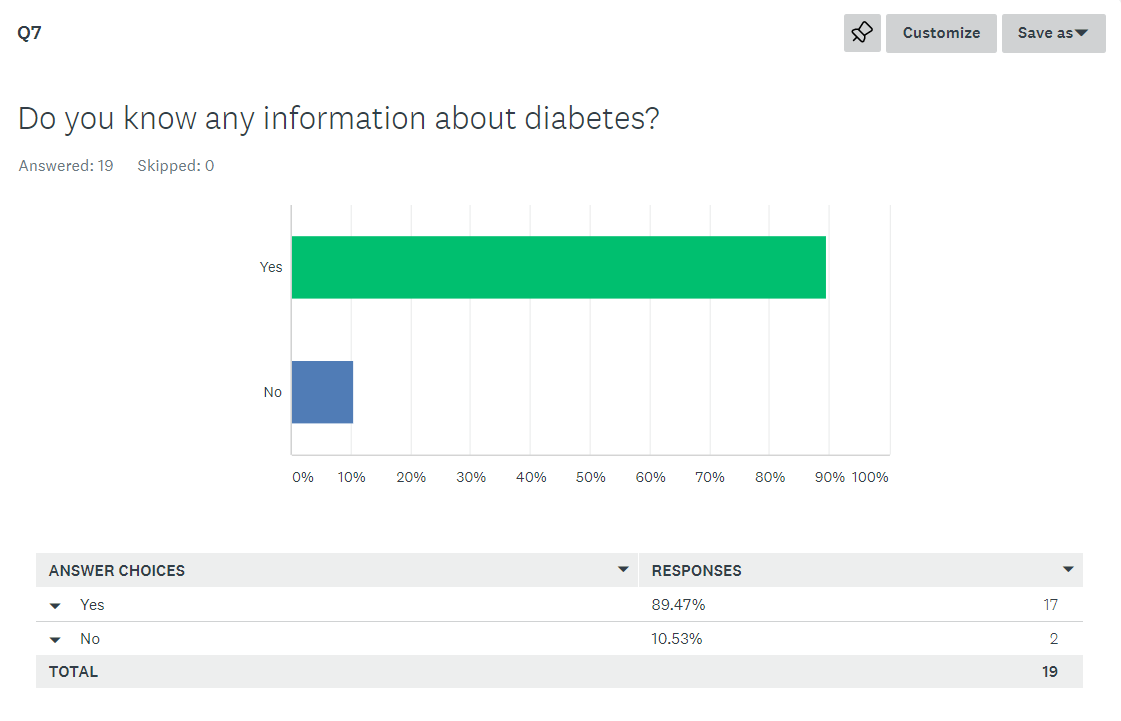 Q7
Customize
Save as
Do you know any information about diabetes?
Answered: 19 Skipped: 0
Yes
No
0% 10% 20% 30% 40% 50% 60% 70% 80% 90% 100%
ANSWER CHOICES RESPONSES
Yes 89.47% 17
No 10.53% 2
TOTAL 19